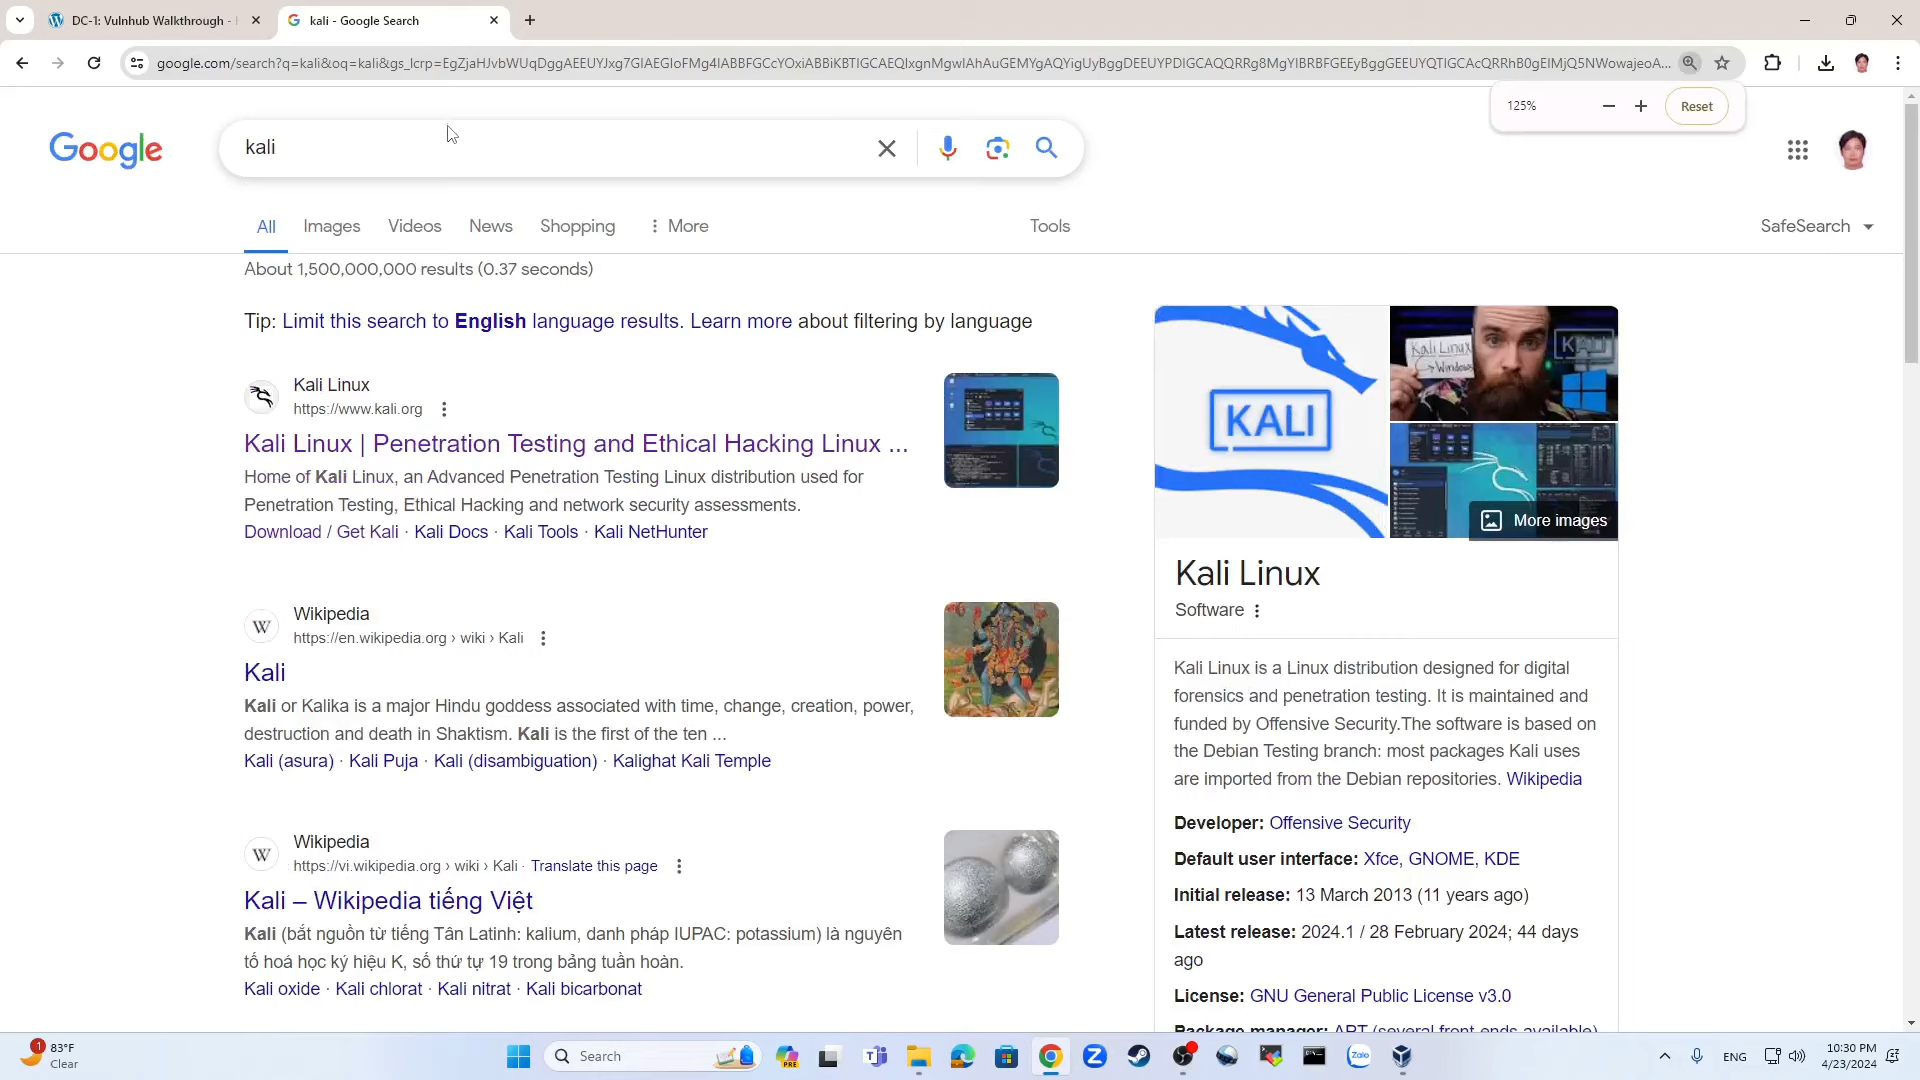 DC-1: Vulnhub Walkthrough -
kali - Google Search
google.com/search?q=kali&oq=kali&gs_lcrp=
125%
Reset
Google
kali
All
Images
Videos
News
Shopping
More
Tools
SafeSearch
About 1,500,000,000 results (0.37 seconds)
Tip: Limit this search to English language results. Learn more about filtering by language
Kali Linux
https://www.kali.org
Kali Linux | Penetration Testing and Ethical Hacking Linux ...
Home of Kali Linux, an Advanced Penetration Testing Linux distribution used for
Penetration Testing, Ethical Hacking and network security assessments.
Download / Get Kali · Kali Docs · Kali Tools · Kali NetHunter
Wikipedia
https://en.wikipedia.org › wiki › Kali
Kali
Kali or Kalika is a major Hindu goddess associated with time, change, creation, power,
destruction and death in Shaktism. Kali is the first of the ten ...
Kali (asura) · Kali Puja · Kali (disambiguation) · Kalighat Kali Temple
Wikipedia
https://vi.wikipedia.org › wiki › Kali · Translate this page
Kali – Wikipedia tiếng Việt
Kali (bắt nguồn từ tiếng Tân Latinh: kalium, danh pháp IUPAC: potassium) là nguyên
tố hoá học ký hiệu K, số thứ tự 19 trong bảng tuần hoàn.
Kali oxide · Kali chlorat · Kali nitrat · Kali bicarbonat
KALI
Kali Linux
Windows
KALI
More images
Kali Linux
Software
Kali Linux is a Linux distribution designed for digital
forensics and penetration testing. It is maintained and
funded by Offensive Security.The software is based on
the Debian Testing branch: most packages Kali uses
are imported from the Debian repositories. Wikipedia
Developer: Offensive Security
Default user interface: Xfce, GNOME, KDE
Initial release: 13 March 2013 (11 years ago)
Latest release: 2024.1 / 28 February 2024; 44 days
ago
License: GNU General Public License v3.0
Package manager: APT (several front-ends available)
1
83°F
Clear
Search
PRE
Zalo
ENG
10:30 PM
4/23/2024